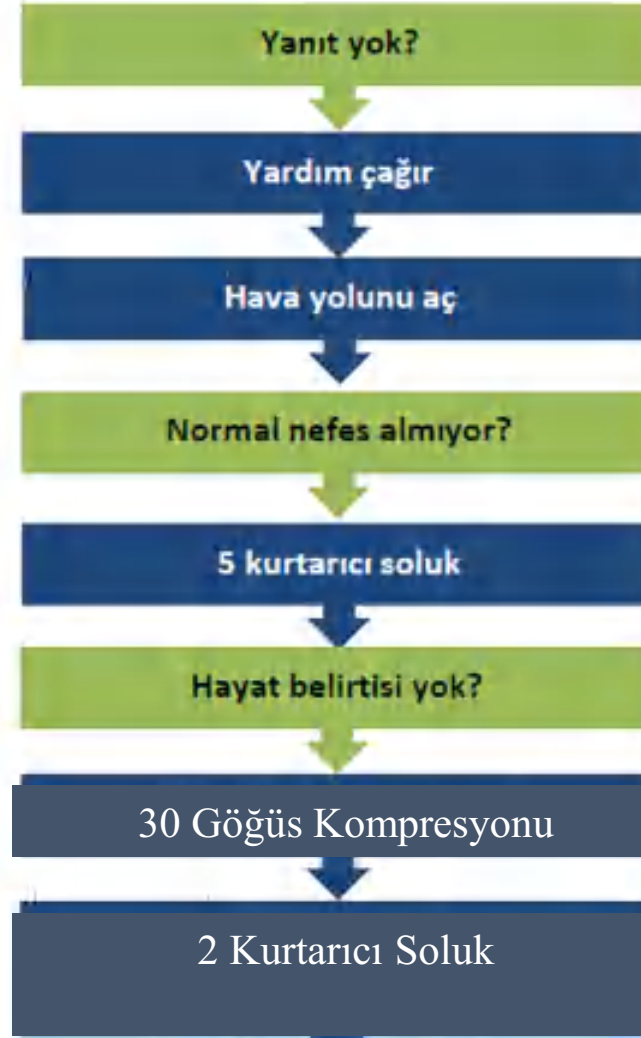 Yanıt yok?
Yardım çağır
Hava yolunu aç
Normal nefes almıyor?
5 kurtarıcı soluk
Hayat belirtisi yok?
30 Göğüs Kompresyonu
2 Kurtarıcı Soluk